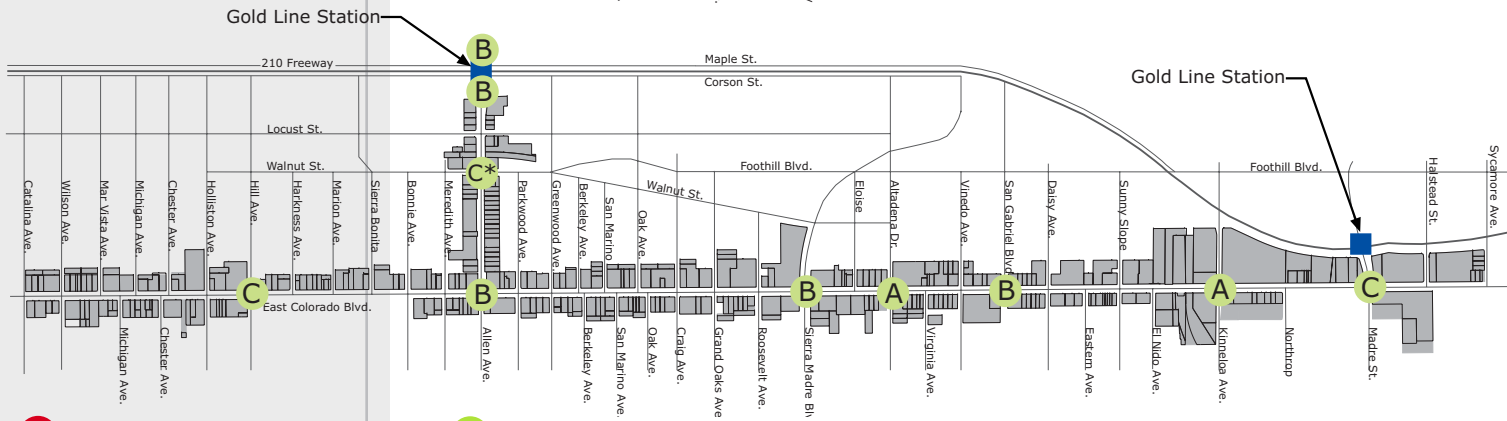 Gold Line Station
B
210 Freeway
Maple St.
B
Corson St.
Gold Line Station
Locust St.
Walnut St.
C*
Foothill Blvd.
Foothill Blvd.
Walnut St.
Catalina Ave.
Wilson Ave.
Mar Vista Ave.
Michigan Ave.
Chester Ave.
Holliston Ave.
Hill Ave.
Harkness Ave.
Marion Ave.
Sierra Bonita
Bonnie Ave.
Meredith Ave.
Parkwood Ave.
Greenwood Ave.
Berkeley Ave.
San Marino
Oak Ave.
Eloise
Altadena Dr.
Vinedo Ave.
San Gabriel Blvd
Daisy Ave.
Sunny Slope
Halstead St.
Sycamore Ave.
C
East Colorado Blvd.
B
B
A
B
A
C
Michigan Ave.
Chester Ave.
Allen Ave.
Berkeley Ave.
San Marino Ave.
Oak Ave.
Craig Ave.
Grand Oaks Ave
Roosevelt Ave.
Sierra Madre Blv
Virginia Ave.
Eastern Ave.
El Nido Ave.
Kinneloa Ave.
Northrop
Madre St.